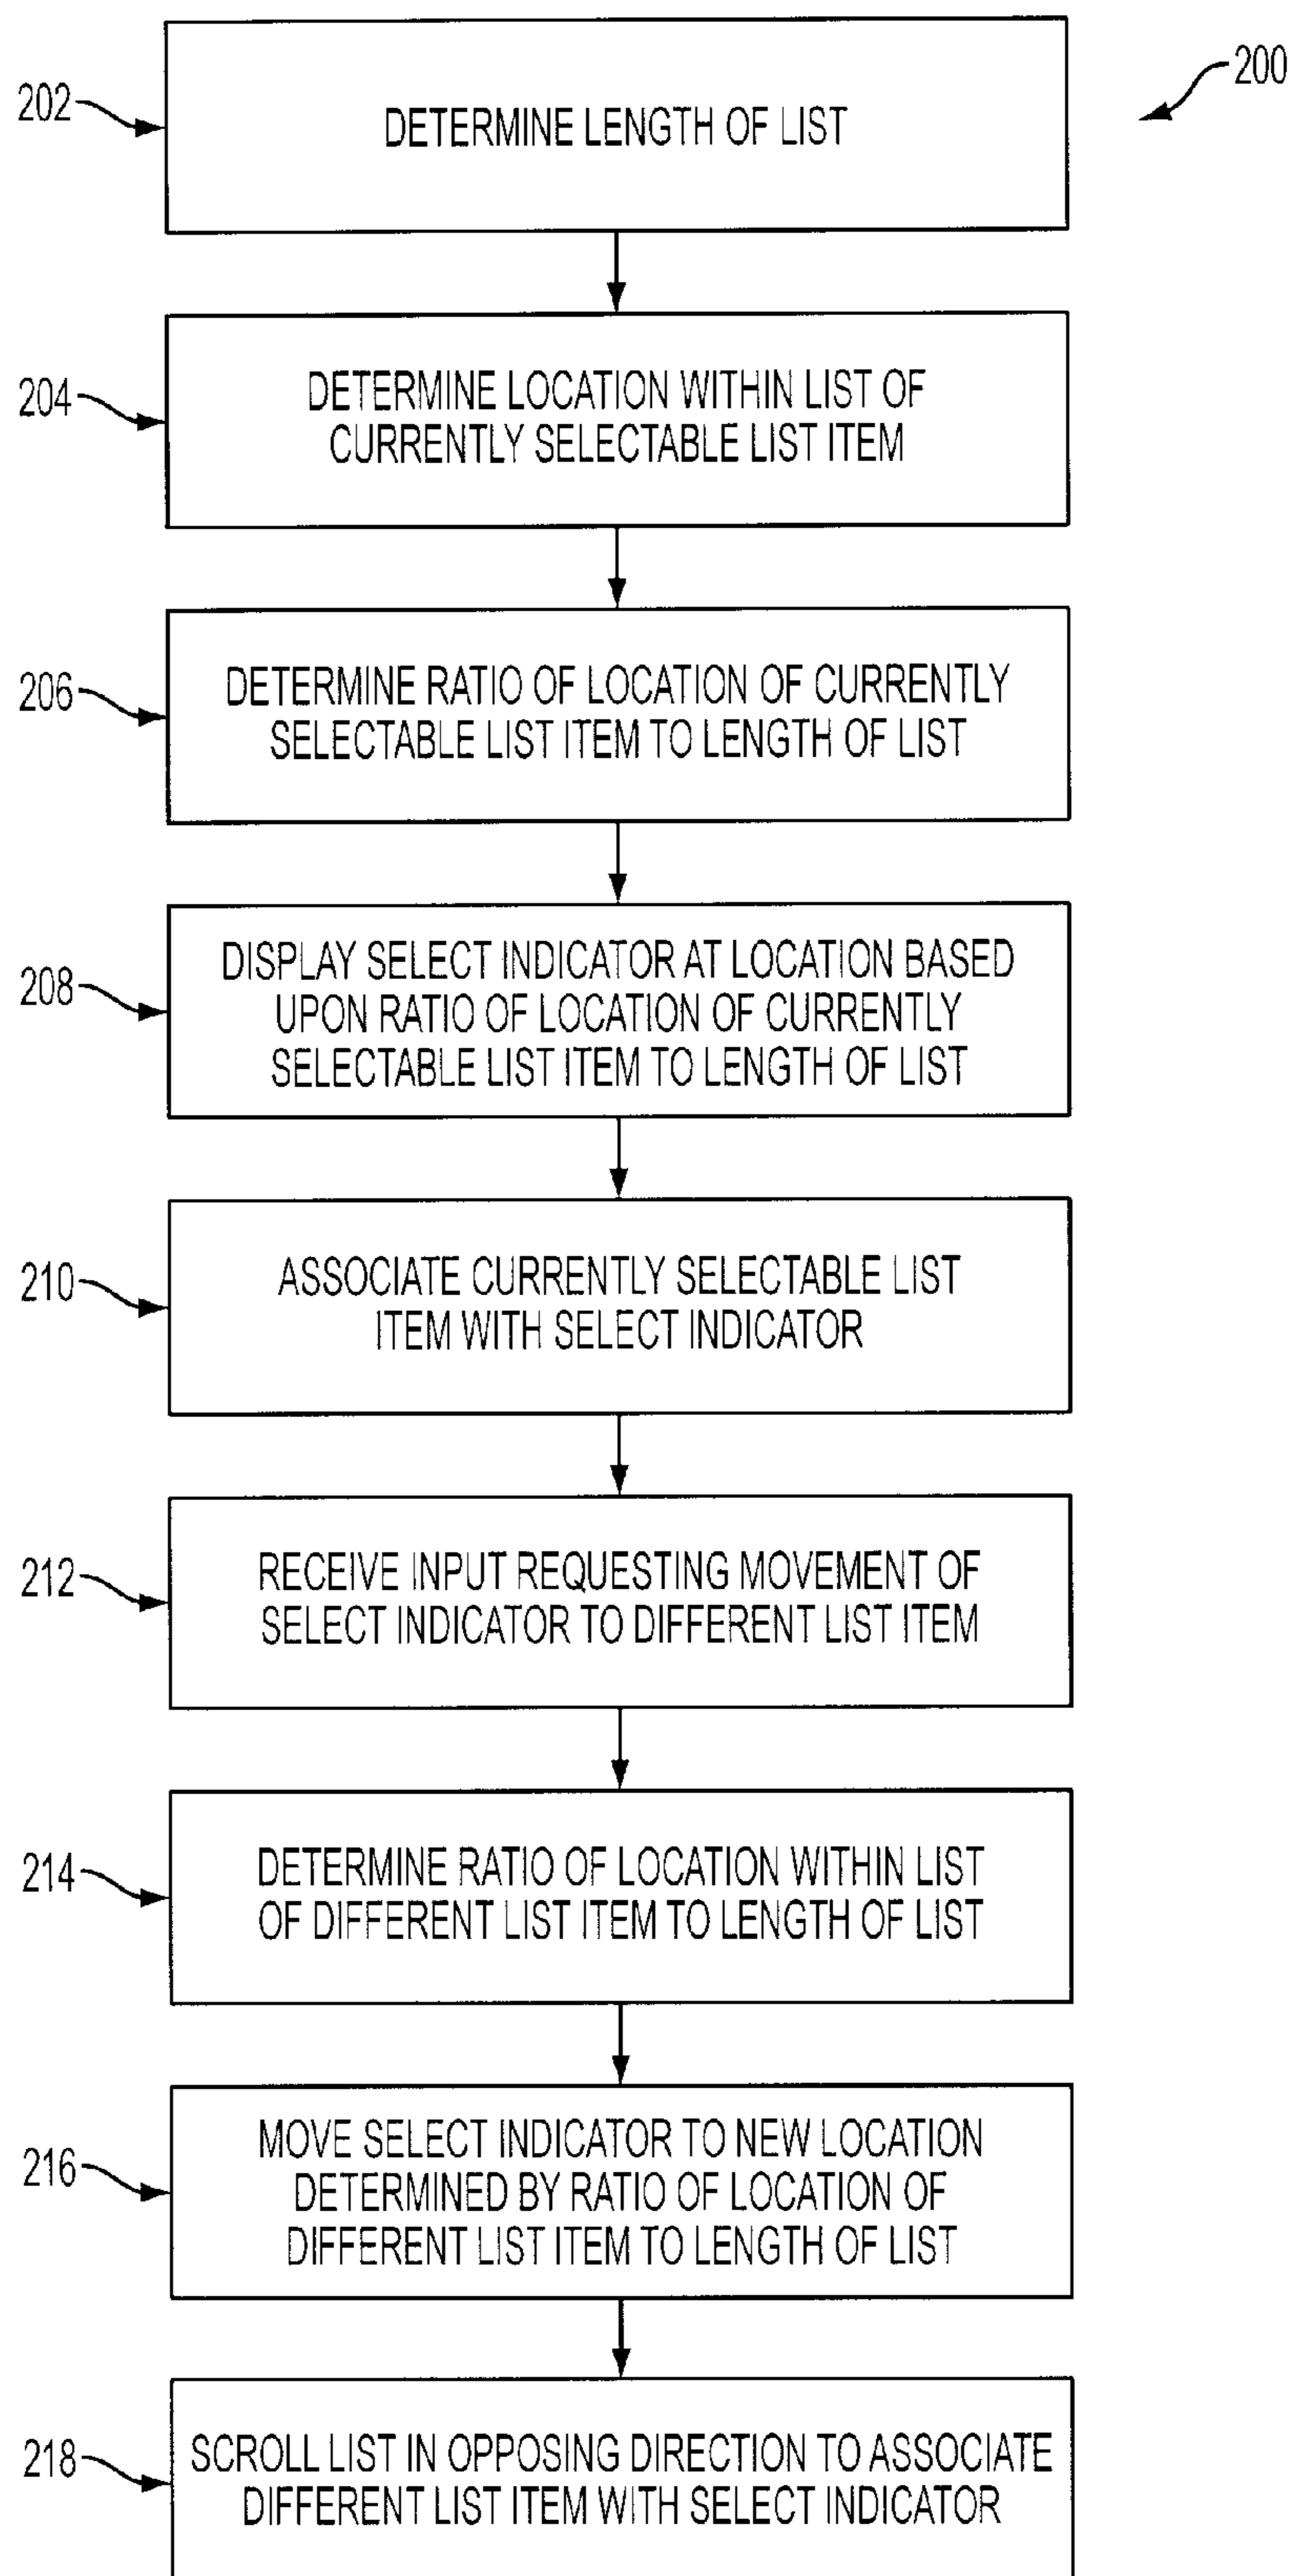 200
202
DETERMINE LENGTH OF LIST
204
DETERMINE LOCATION WITHIN LIST OF
CURRENTLY SELECTABLE LIST ITEM
206
DETERMINE RATIO OF LOCATION OF CURRENTLY
SELECTABLE LIST ITEM TO LENGTH OF LIST
208
DISPLAY SELECT INDICATOR AT LOCATION BASED
UPON RATIO OF LOCATION OF CURRENTLY
SELECTABLE LIST ITEM TO LENGTH OF LIST
210
ASSOCIATE CURRENTLY SELECTABLE LIST
ITEM WITH SELECT INDICATOR
212
RECEIVE INPUT REQUESTING MOVEMENT OF
SELECT INDICATOR TO DIFFERENT LIST ITEM
214
DETERMINE RATIO OF LOCATION WITHIN LIST
OF DIFFERENT LIST ITEM TO LENGTH OF LIST
216
MOVE SELECT INDICATOR TO NEW LOCATION
DETERMINED BY RATIO OF LOCATION OF
DIFFERENT LIST ITEM TO LENGTH OF LIST
218
SCROLL LIST IN OPPOSING DIRECTION TO ASSOCIATE
DIFFERENT LIST ITEM WITH SELECT INDICATOR